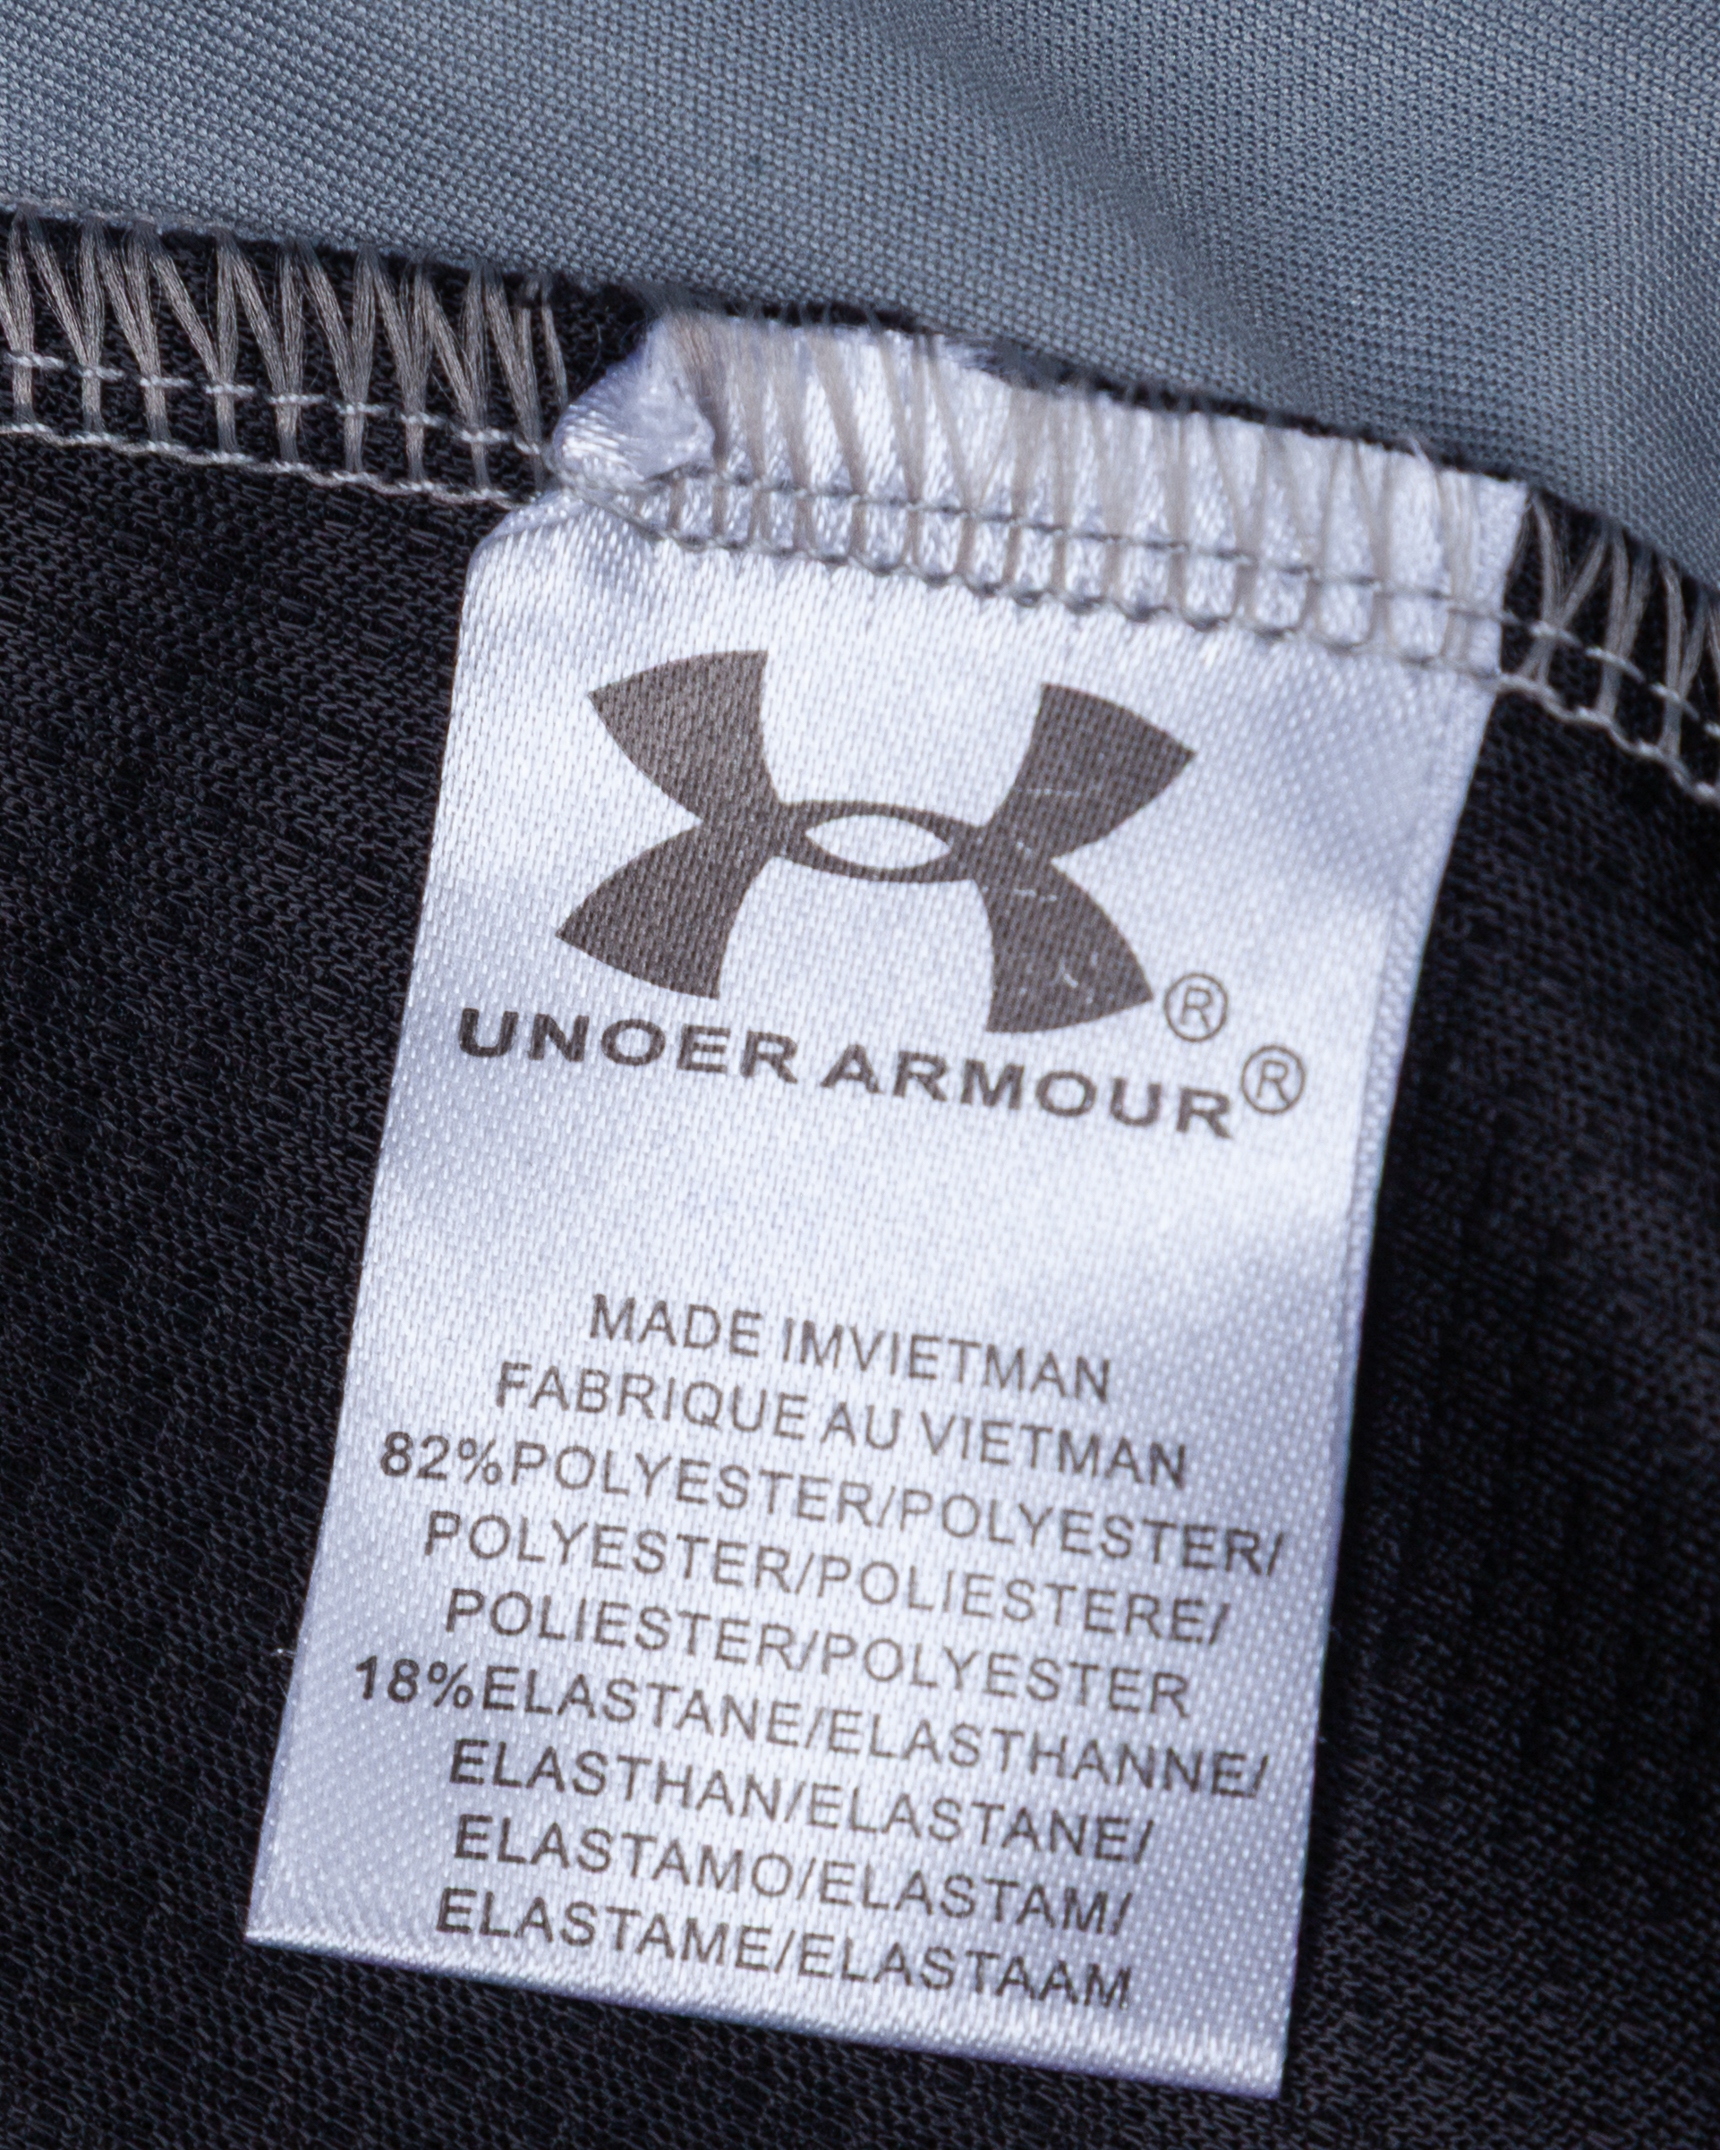 ®
UNOER ARMOUR®
MADE IMVIETMAN
FABRIQUE AU VIETMAN
82%POLYESTER/POLYESTER/
POLYESTER/POLIESTERE/
POLIESTER/POLYESTER
18%ELASTANE/ELASTHANNE/
ELASTHAN/ELASTANE/
ELASTAMO/ELASTAM/
ELASTAME/ELASTAAM